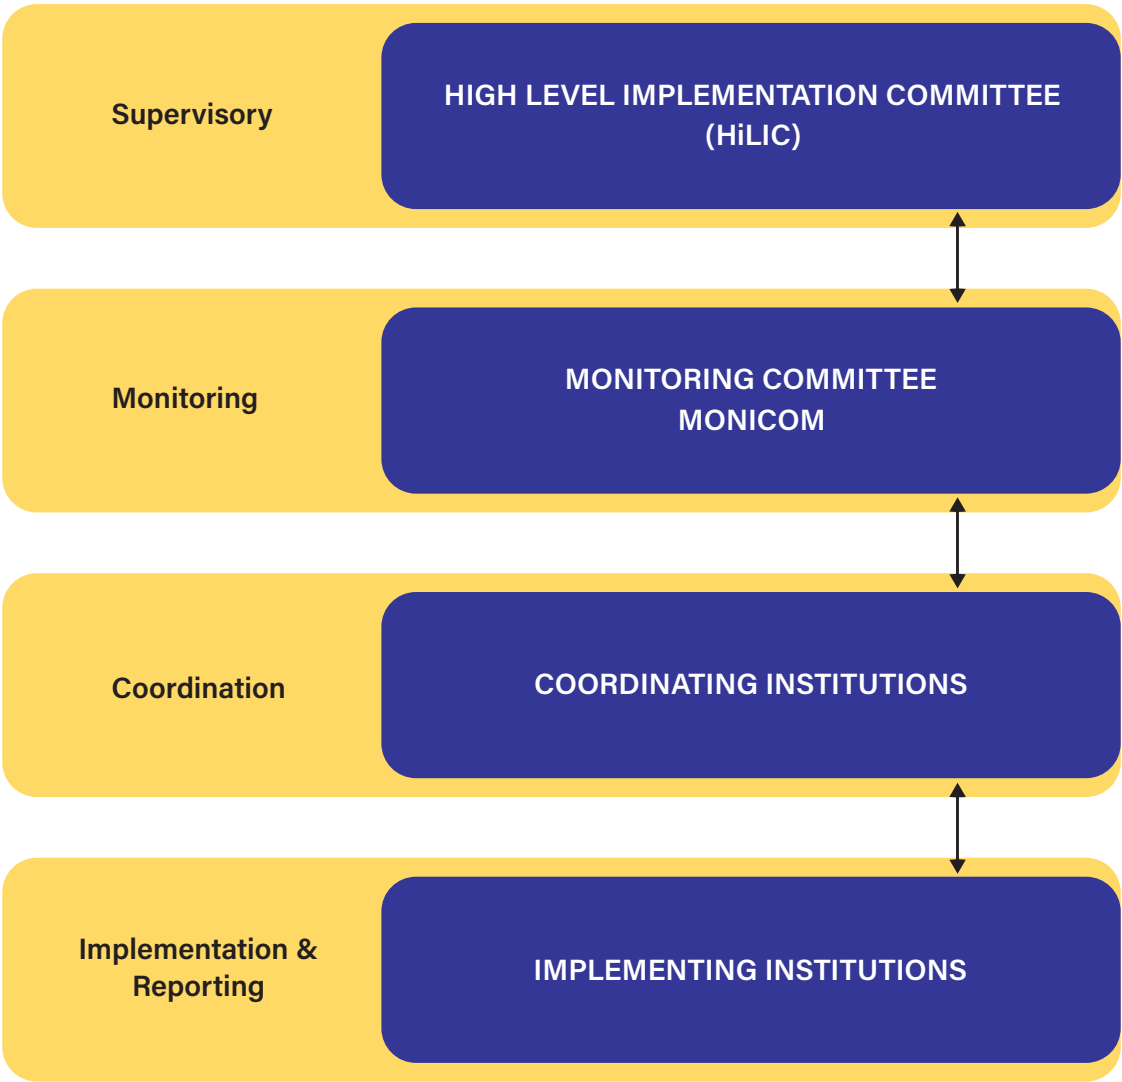 Supervisory
HIGH LEVEL IMPLEMENTATION COMMITTEE
(HiLIC)
Monitoring
MONITORING COMMITTEE
MONICOM
Coordination
COORDINATING INSTITUTIONS
Implementation &
Reporting
IMPLEMENTING INSTITUTIONS